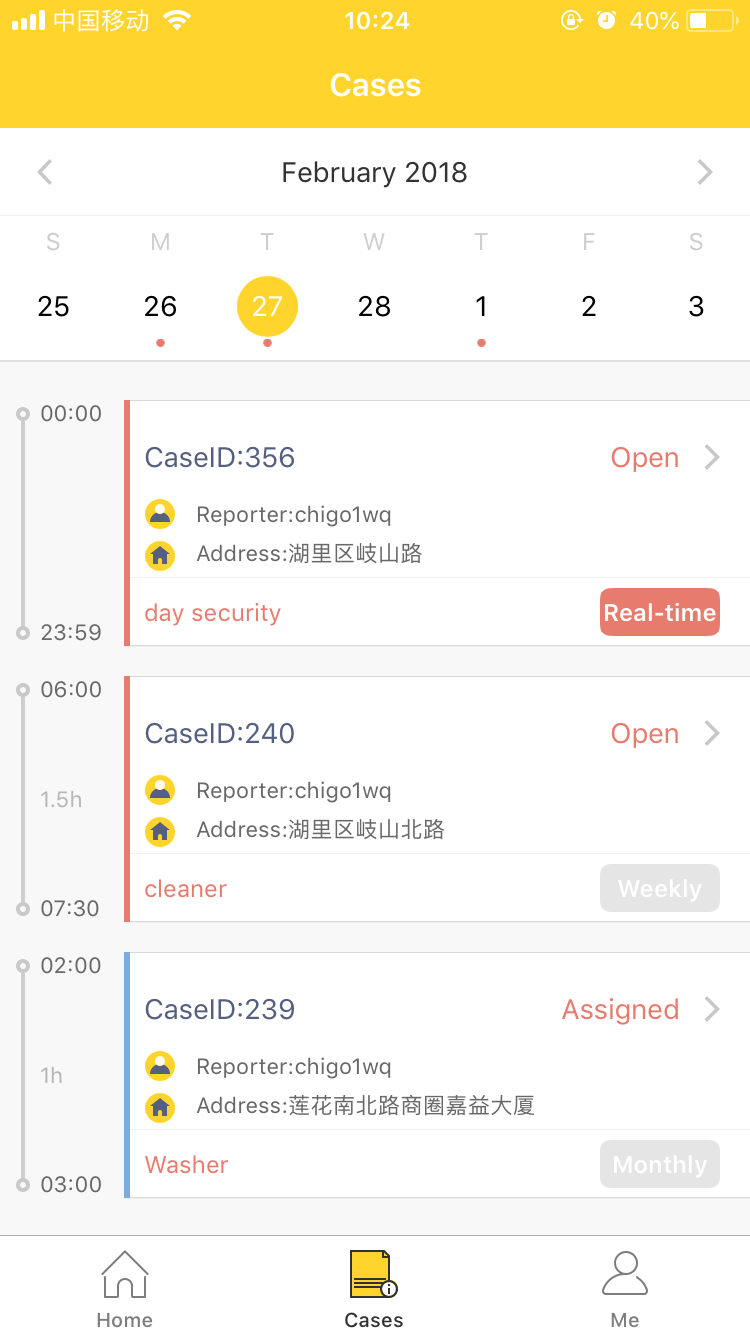 中国移动 10:24 40%
Cases
February 2018
S M T W T F S
25 26 27 28 1 2 3
00:00
CaseID:356 Open
Reporter:chigo1wq
Address:湖里区岐山路
day security Real-time
23:59
06:00
CaseID:240 Open
Reporter:chigo1wq
1.5h
Address:湖里区岐山北路
cleaner Weekly
07:30
02:00
CaseID:239 Assigned
Reporter:chigo1wq
1h
Address:莲花南北路商圈嘉益大厦
Washer Monthly
03:00
Home Cases Me